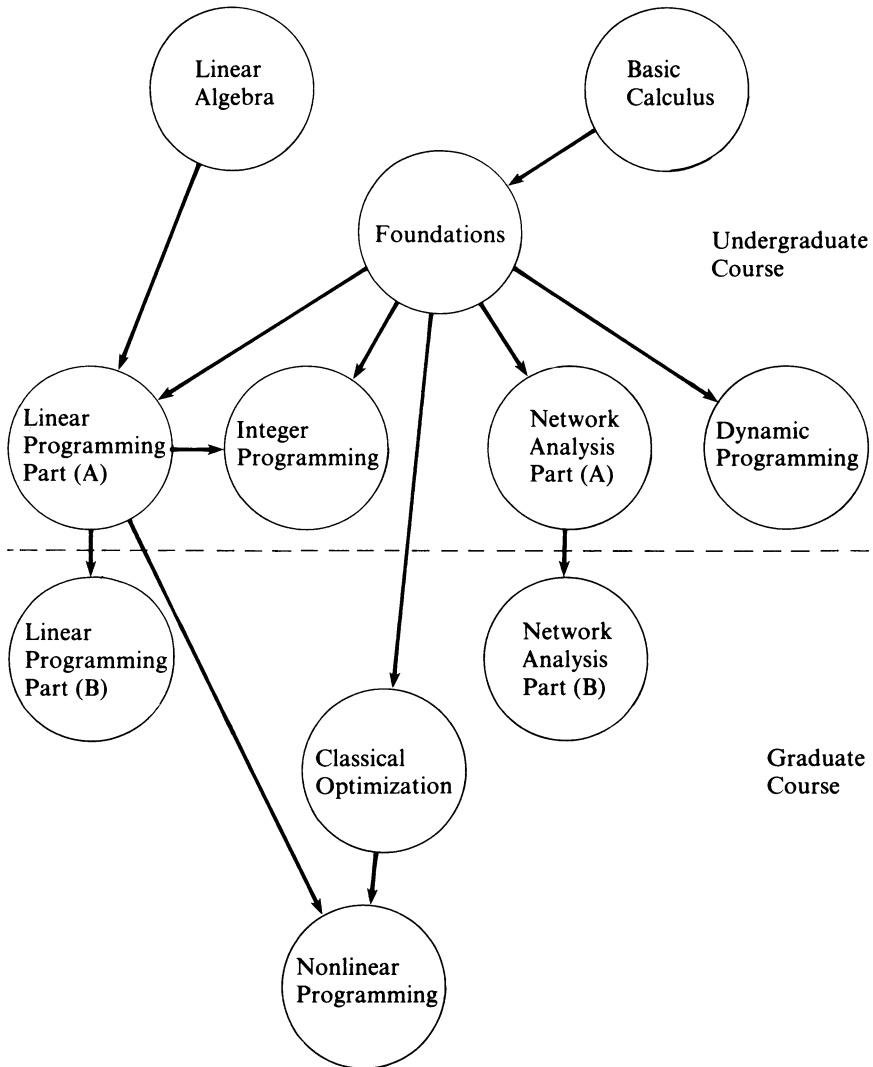 Linear
Algebra
Basic
Calculus
Foundations
Undergraduate
Course
Linear
Programming
Part (A)
Integer
Programming
Network
Analysis
Part (A)
Dynamic
Programming
Linear
Programming
Part (B)
Network
Analysis
Part (B)
Classical
Optimization
Graduate
Course
Nonlinear
Programming